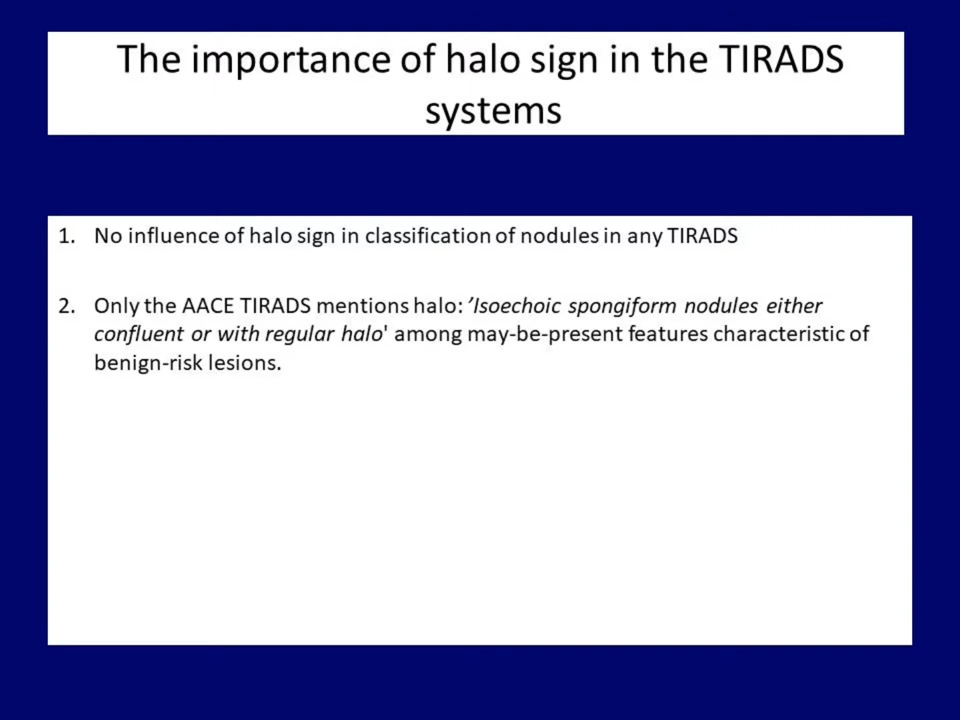 The importance of halo sign in the TIRADS
systems
1. No influence of halo sign in classification of nodules in any TIRADS
2. Only the AACE TIRADS mentions halo: ’Isoechoic spongiform nodules either
confluent or with regular halo' among may-be-present features characteristic of
benign-risk lesions.